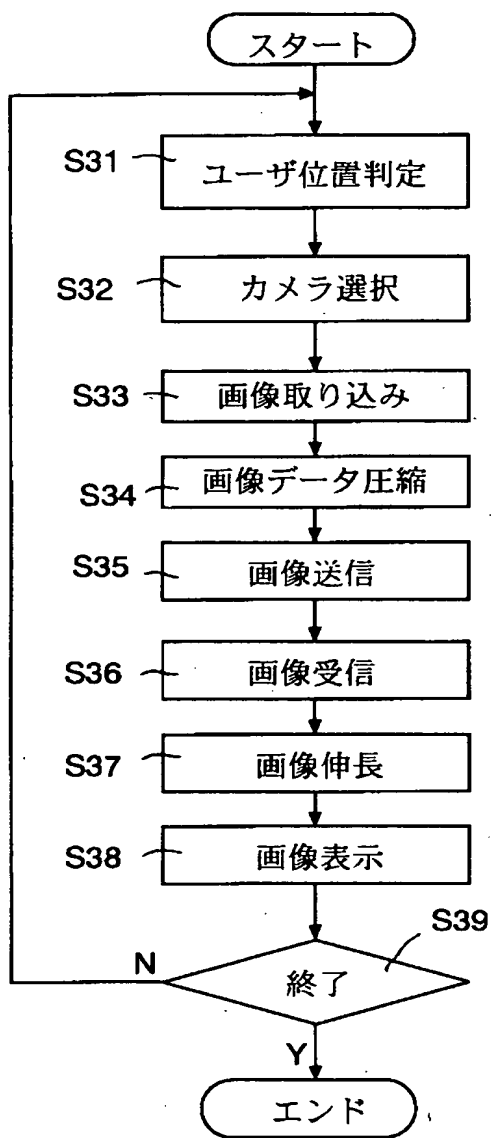 スタート
S31
ユーザ位置判定
S32
カメラ選択
S33
画像取り込み
S34
画像データ圧縮
S35
画像送信
S36
画像受信
S37
画像伸長
S38
画像表示
S39
N
終了
Y
エンド